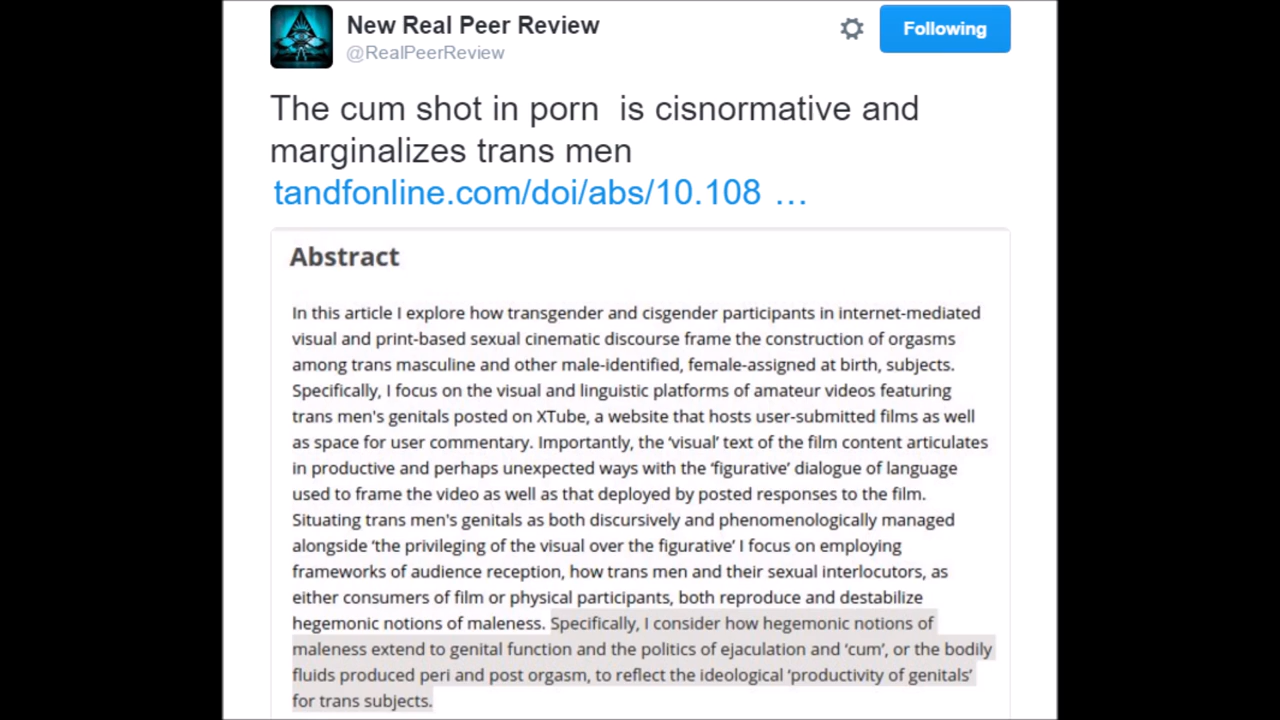 New Real Peer Review
@RealPeerReview
Following
The cum shot in porn  is cisnormative and
marginalizes trans men
tandfonline.com/doi/abs/10.108 …
Abstract
In this article I explore how transgender and cisgender participants in internet-mediated
visual and print-based sexual cinematic discourse frame the construction of orgasms
among trans masculine and other male-identified, female-assigned at birth, subjects.
Specifically, I focus on the visual and linguistic platforms of amateur videos featuring
trans men's genitals posted on XTube, a website that hosts user-submitted films as well
as space for user commentary. Importantly, the ‘visual’ text of the film content articulates
in productive and perhaps unexpected ways with the ‘figurative’ dialogue of language
used to frame the video as well as that deployed by posted responses to the film.
Situating trans men's genitals as both discursively and phenomenologically managed
alongside ‘the privileging of the visual over the figurative’ I focus on employing
frameworks of audience reception, how trans men and their sexual interlocutors, as
either consumers of film or physical participants, both reproduce and destabilize
hegemonic notions of maleness. Specifically, I consider how hegemonic notions of
maleness extend to genital function and the politics of ejaculation and ‘cum’, or the bodily
fluids produced peri and post orgasm, to reflect the ideological ‘productivity of genitals’
for trans subjects.